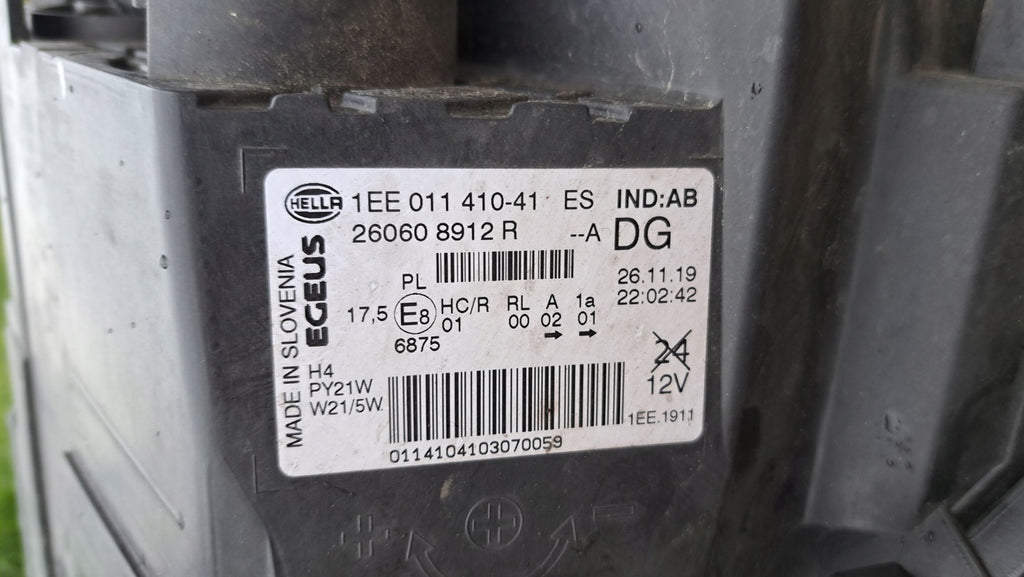 HELLA 1EE 011 410-41 ES IND:AB
26060 8912 R --A DG
EGEUS
MADE IN SLOVENIA
PL
26.11.19
22:02:42
17,5 E8 HC/R RL A 1a
01 00 02 01
6875
24
12V
H4
PY21W
W21/5W
1EE.1911
0114104103070059